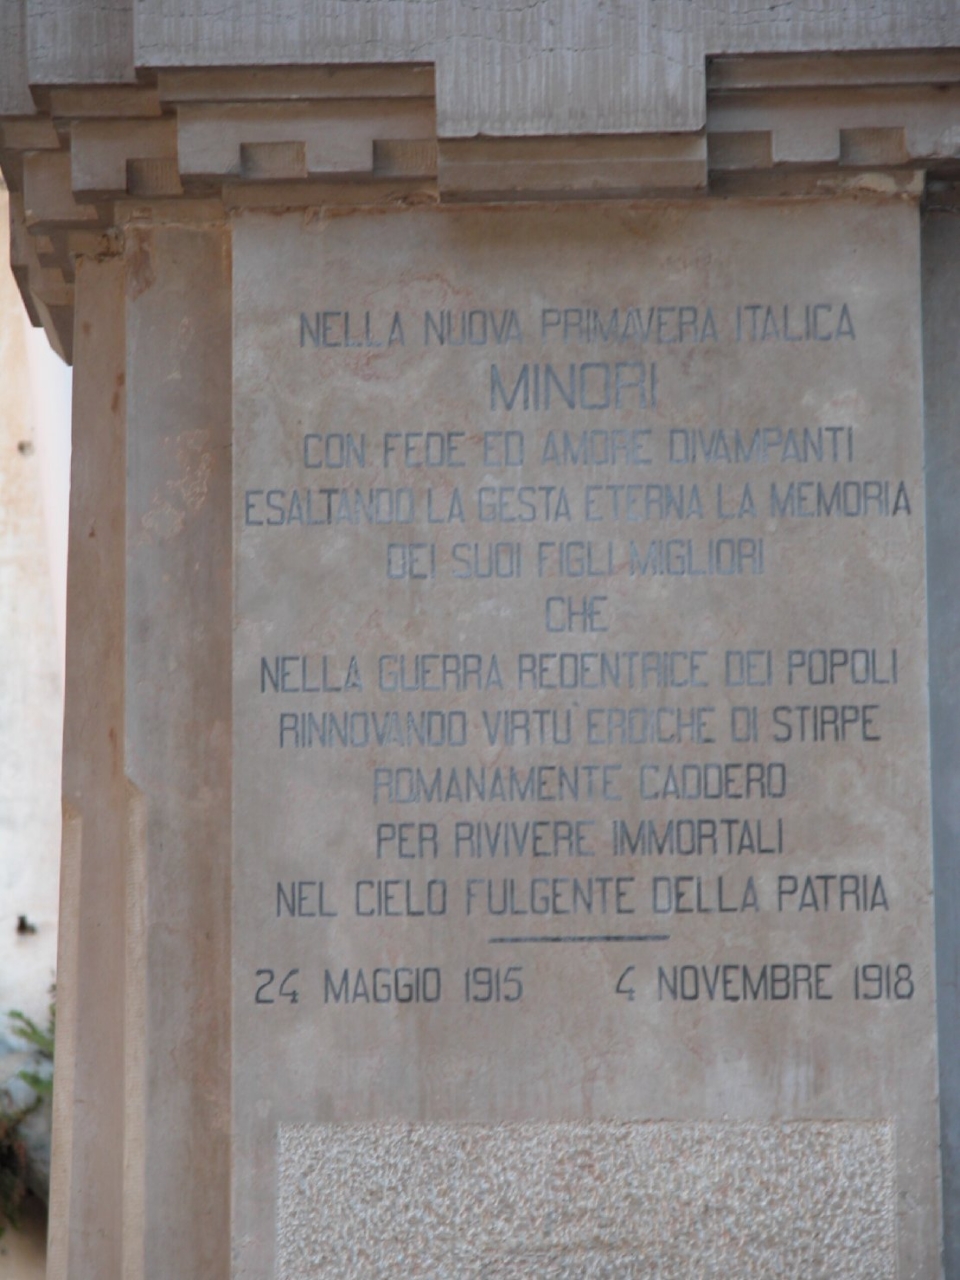 NELLA NUOVA PRIMAVERA ITALICA
MINORI
CON FEDE ED AMORE DIVAMPANTI
ESALTANDO LA GESTA ETERNA LA MEMORIA
DEI SUOI FIGLI MIGLIORI
CHE
NELLA GUERRA REDENTRICE DEI POPOLI
RINNOVANDO VIRTU' EROICHE DI STIRPE
ROMANAMENTE CADDERO
PER RIVIVERE IMMORTALI
NEL CIELO FULGENTE DELLA PATRIA
24 MAGGIO 1915 4 NOVEMBRE 1918